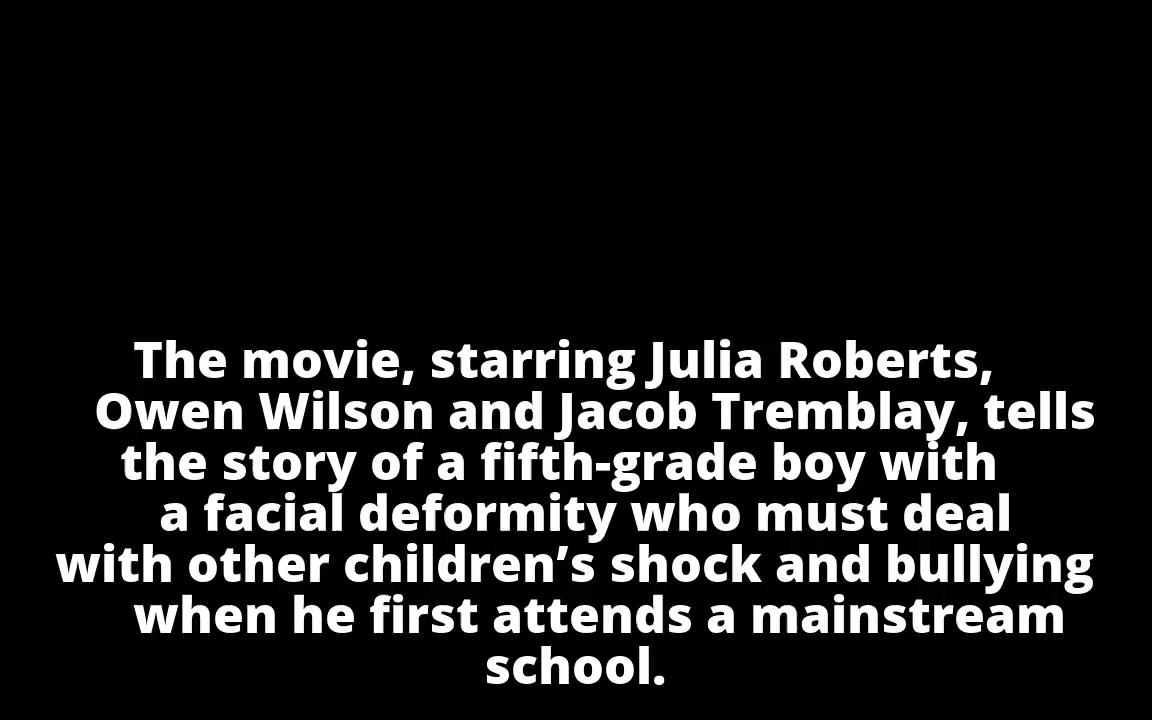 The movie, starring Julia Roberts,
Owen Wilson and Jacob Tremblay, tells
the story of a fifth-grade boy with
a facial deformity who must deal
with other children’s shock and bullying
when he first attends a mainstream
school.